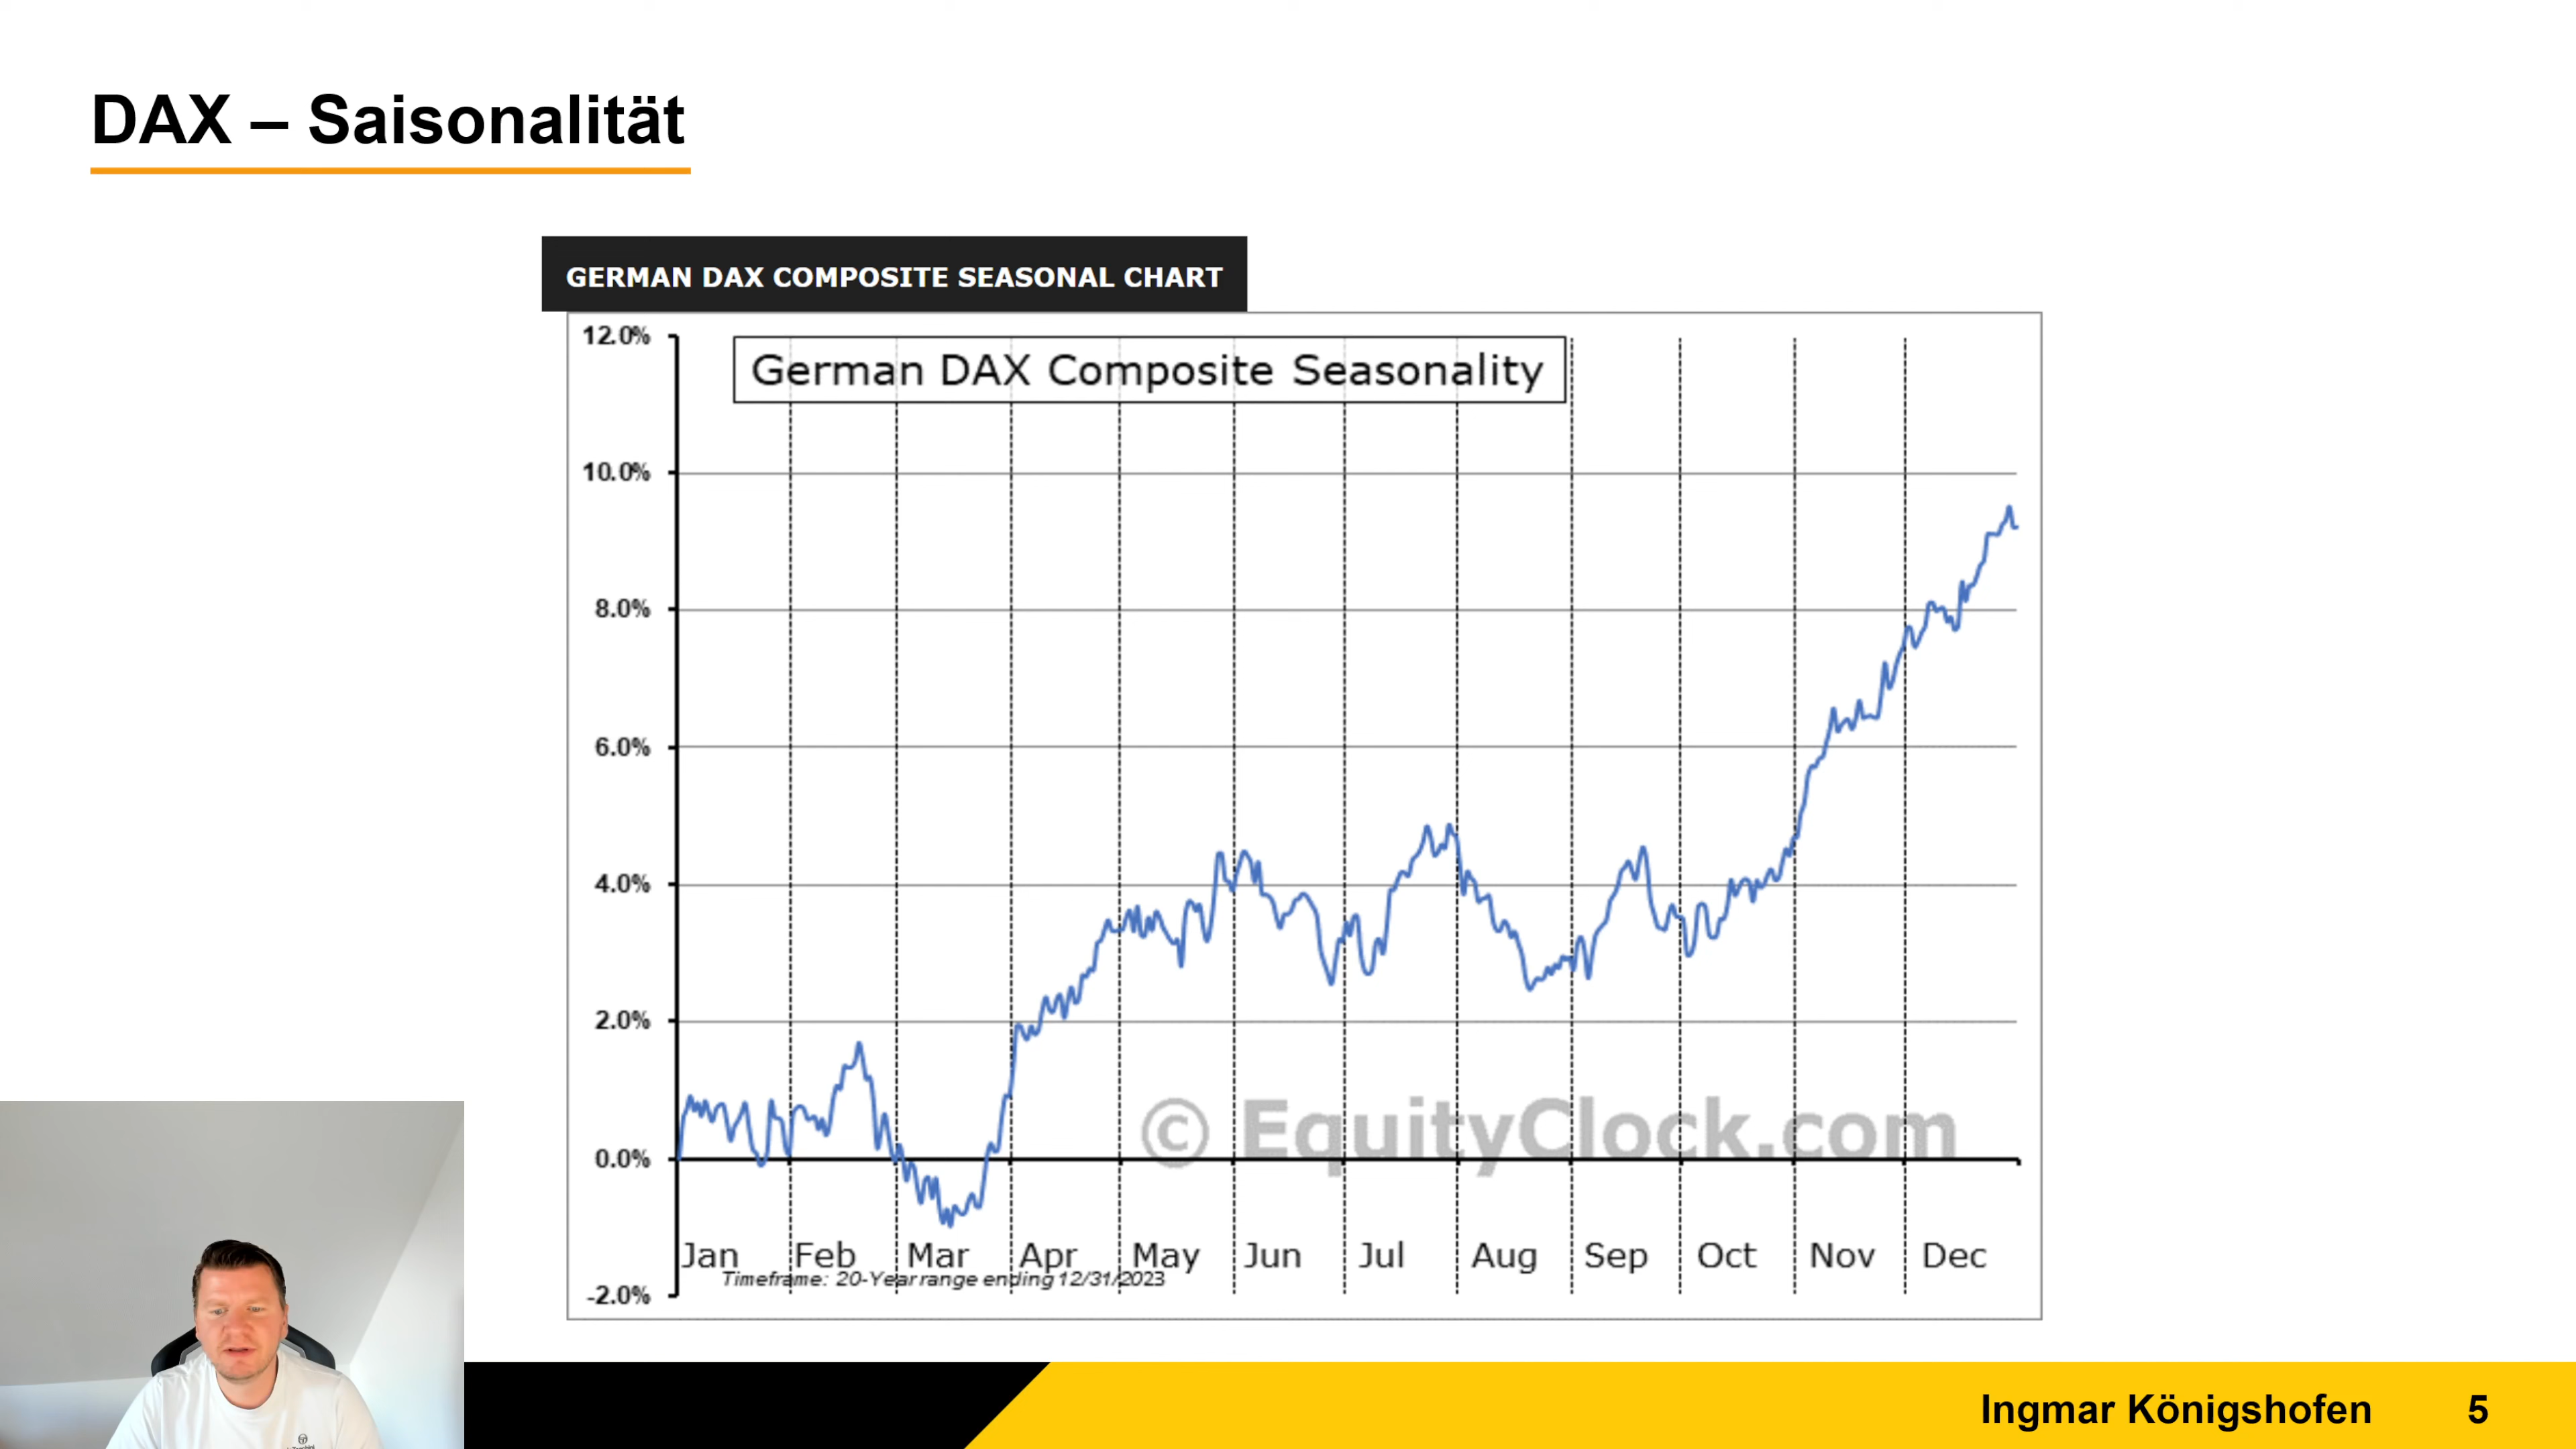 DAX – Saisonalität
GERMAN DAX COMPOSITE SEASONAL CHART
German DAX Composite Seasonality
12.0%
10.0%
8.0%
6.0%
4.0%
2.0%
0.0%
-2.0%
© EquityClock.com
Jan Feb Mar Apr May Jun Jul Aug Sep Oct Nov Dec
Timeframe: 20-Year range ending 12/31/2023
Ingmar Königshofen 5